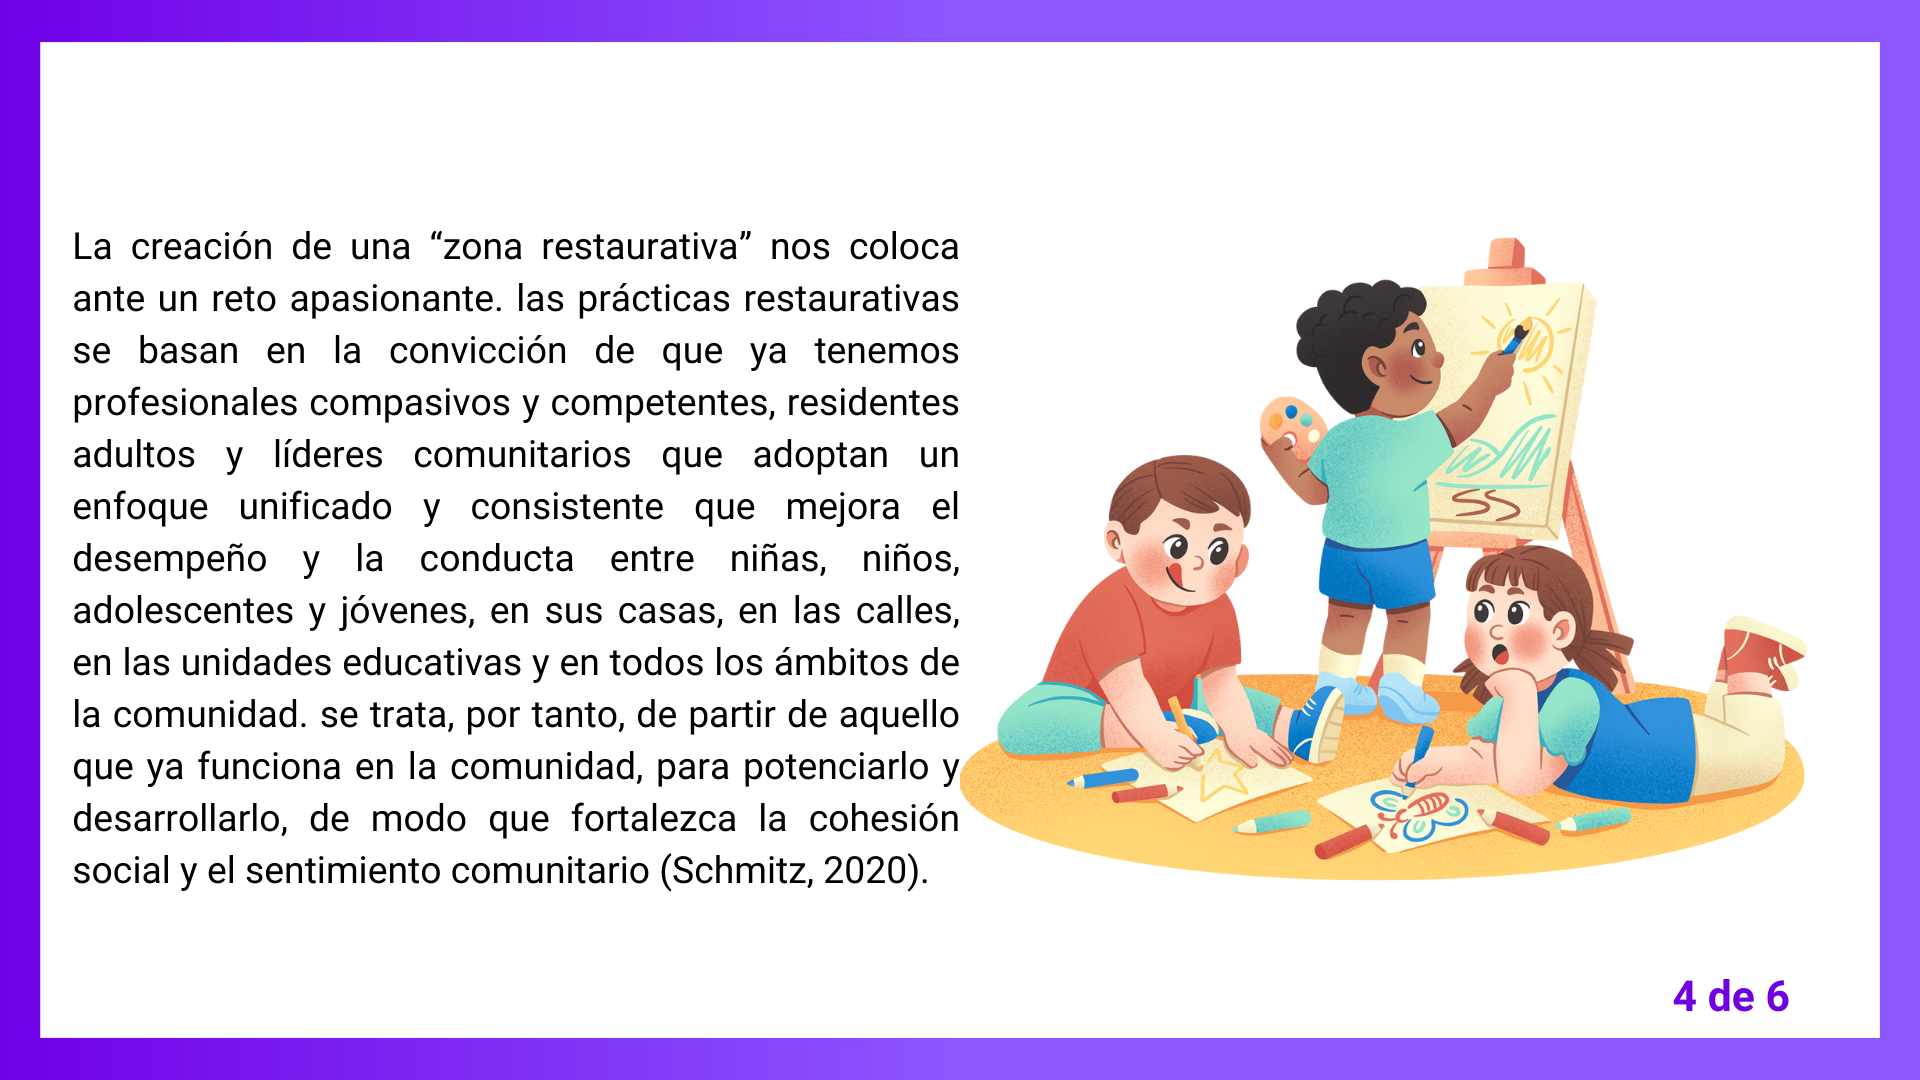 La creación de una “zona restaurativa” nos coloca
ante un reto apasionante. las prácticas restaurativas
se basan en la convicción de que ya tenemos
profesionales compasivos y competentes, residentes
adultos y líderes comunitarios que adoptan un
enfoque unificado y consistente que mejora el
desempeño y la conducta entre niñas, niños,
adolescentes y jóvenes, en sus casas, en las calles,
en las unidades educativas y en todos los ámbitos de
la comunidad. se trata, por tanto, de partir de aquello
que ya funciona en la comunidad, para potenciarlo y
desarrollarlo, de modo que fortalezca la cohesión
social y el sentimiento comunitario (Schmitz, 2020).
4 de 6